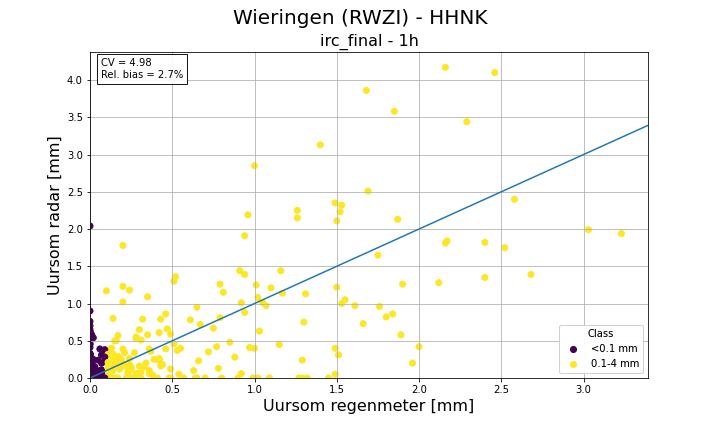 Wieringen (RWZI) - HHNK
irc_final - 1h
CV = 4.98
Rel. bias = 2.7%
Uursom radar [mm]
4.0
3.5
3.0
2.5
2.0
1.5
1.0
0.5
0.0
Class
<0.1 mm
0.1-4 mm
0.0 0.5 1.0 1.5 2.0 2.5 3.0
Uursom regenmeter [mm]